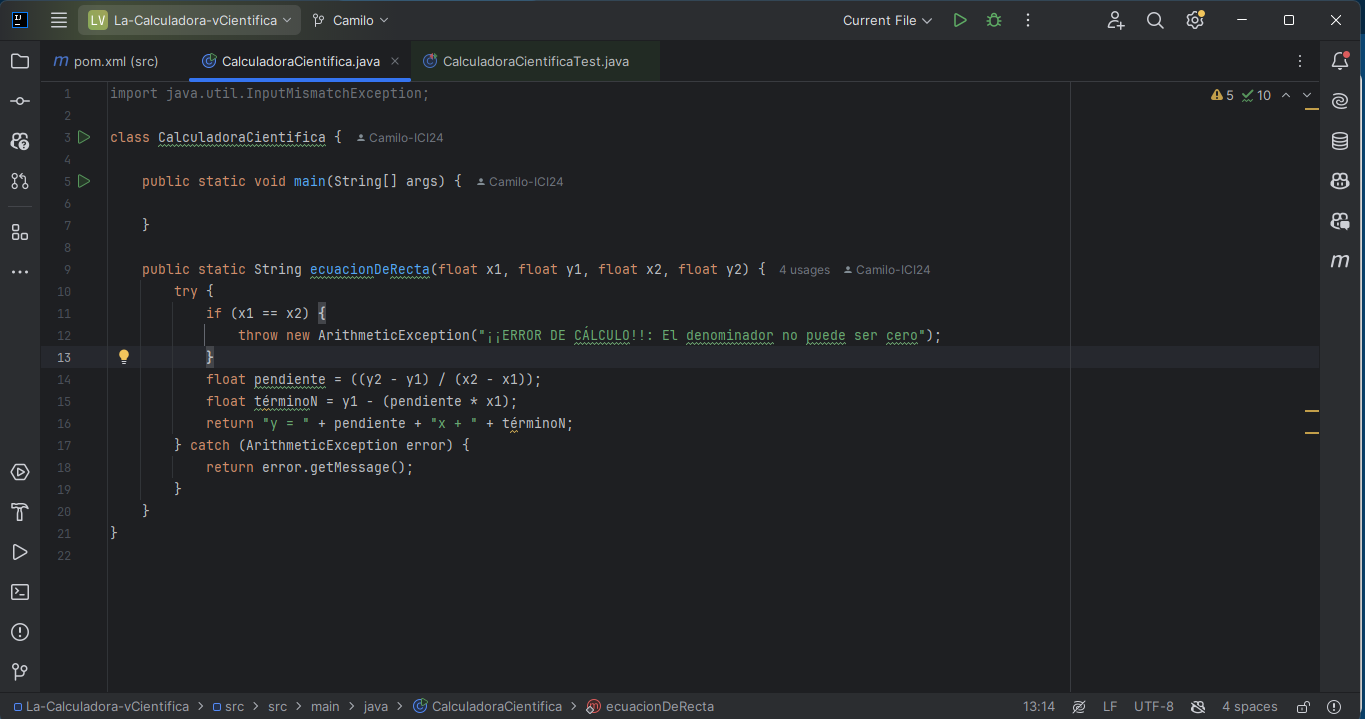 LV La-Calculadora-vCientifica Camilo Current File
pom.xml (src) CalculadoraCientifica.java CalculadoraCientificaTest.java
1 import java.util.InputMismatchException; 5 10
2
3 class CalculadoraCientifica { Camilo-ICI24
4
5 public static void main(String[] args) { Camilo-ICI24
6
7 }
8
9 public static String ecuacionDeRecta(float x1, float y1, float x2, float y2) { 4 usages Camilo-ICI24
10 try {
11 if (x1 == x2) {
12 throw new ArithmeticException("¡¡ERROR DE CÁLCULO!!: El denominador no puede ser cero");
13 }
14 float pendiente = ((y2 - y1) / (x2 - x1));
15 float términoN = y1 - (pendiente * x1);
16 return "y = " + pendiente + "x + " + términoN;
17 } catch (ArithmeticException error) {
18 return error.getMessage();
19 }
20 }
21 }
22
La-Calculadora-vCientifica > src > src > main > java > CalculadoraCientifica > ecuacionDeRecta 13:14 LF UTF-8 4 spaces